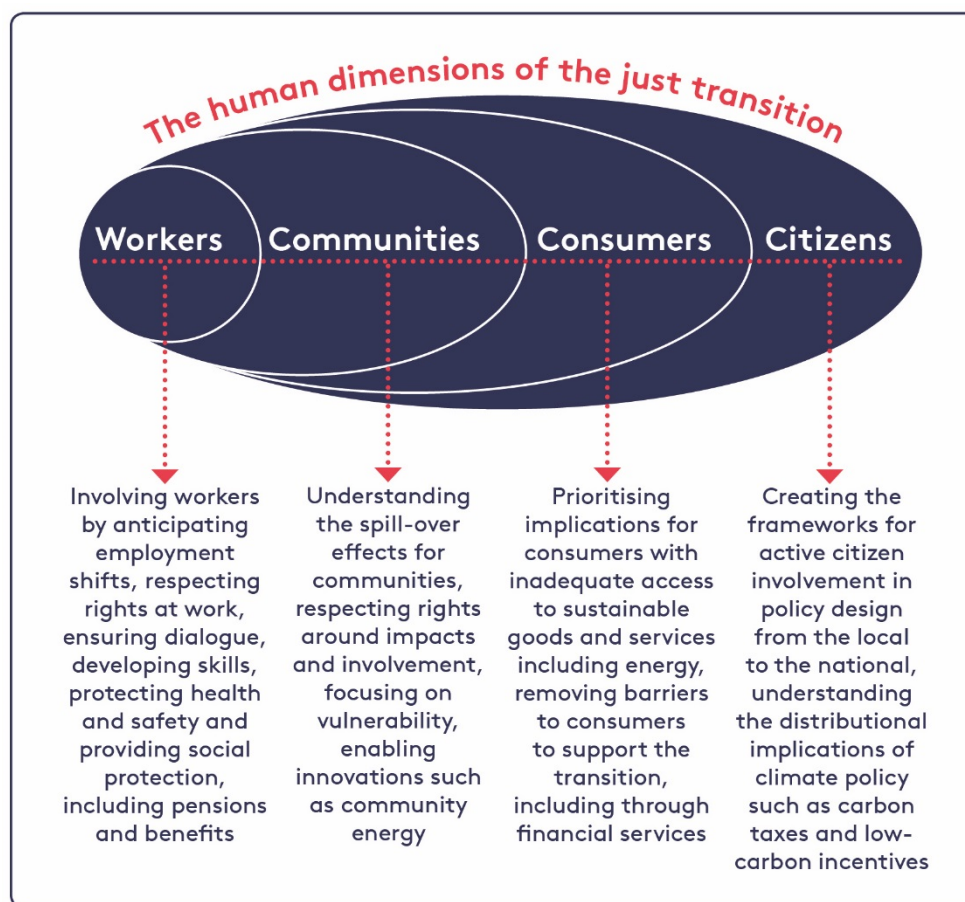 The human dimensions of the just transition
Workers
Communities
Consumers
Citizens
Involving workers
by anticipating
employment
shifts, respecting
rights at work,
ensuring dialogue,
developing skills,
protecting health
and safety and
providing social
protection,
including pensions
and benefits
Understanding
the spill-over
effects for
communities,
respecting rights
around impacts
and involvement,
focusing on
vulnerability,
enabling
innovations such
as community
energy
Prioritising
implications for
consumers with
inadequate access
to sustainable
goods and services
including energy,
removing barriers
to consumers
to support the
transition,
including through
financial services
Creating the
frameworks for
active citizen
involvement in
policy design
from the local
to the national,
understanding
the distributional
implications of
climate policy
such as carbon
taxes and low-
carbon incentives